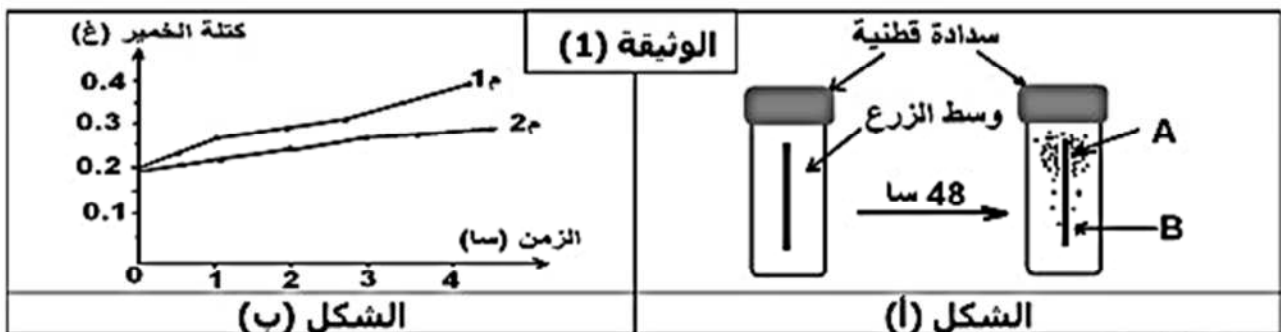 الوثيقة (1)
سدادة قطنية
وسط الزرع
48 سا
A
B
الشكل (أ)
كتلة الخمير (غ)
0.4
0.3
0.2
0.1
م1
م2
الزمن (سا)
0 1 2 3 4
الشكل (ب)